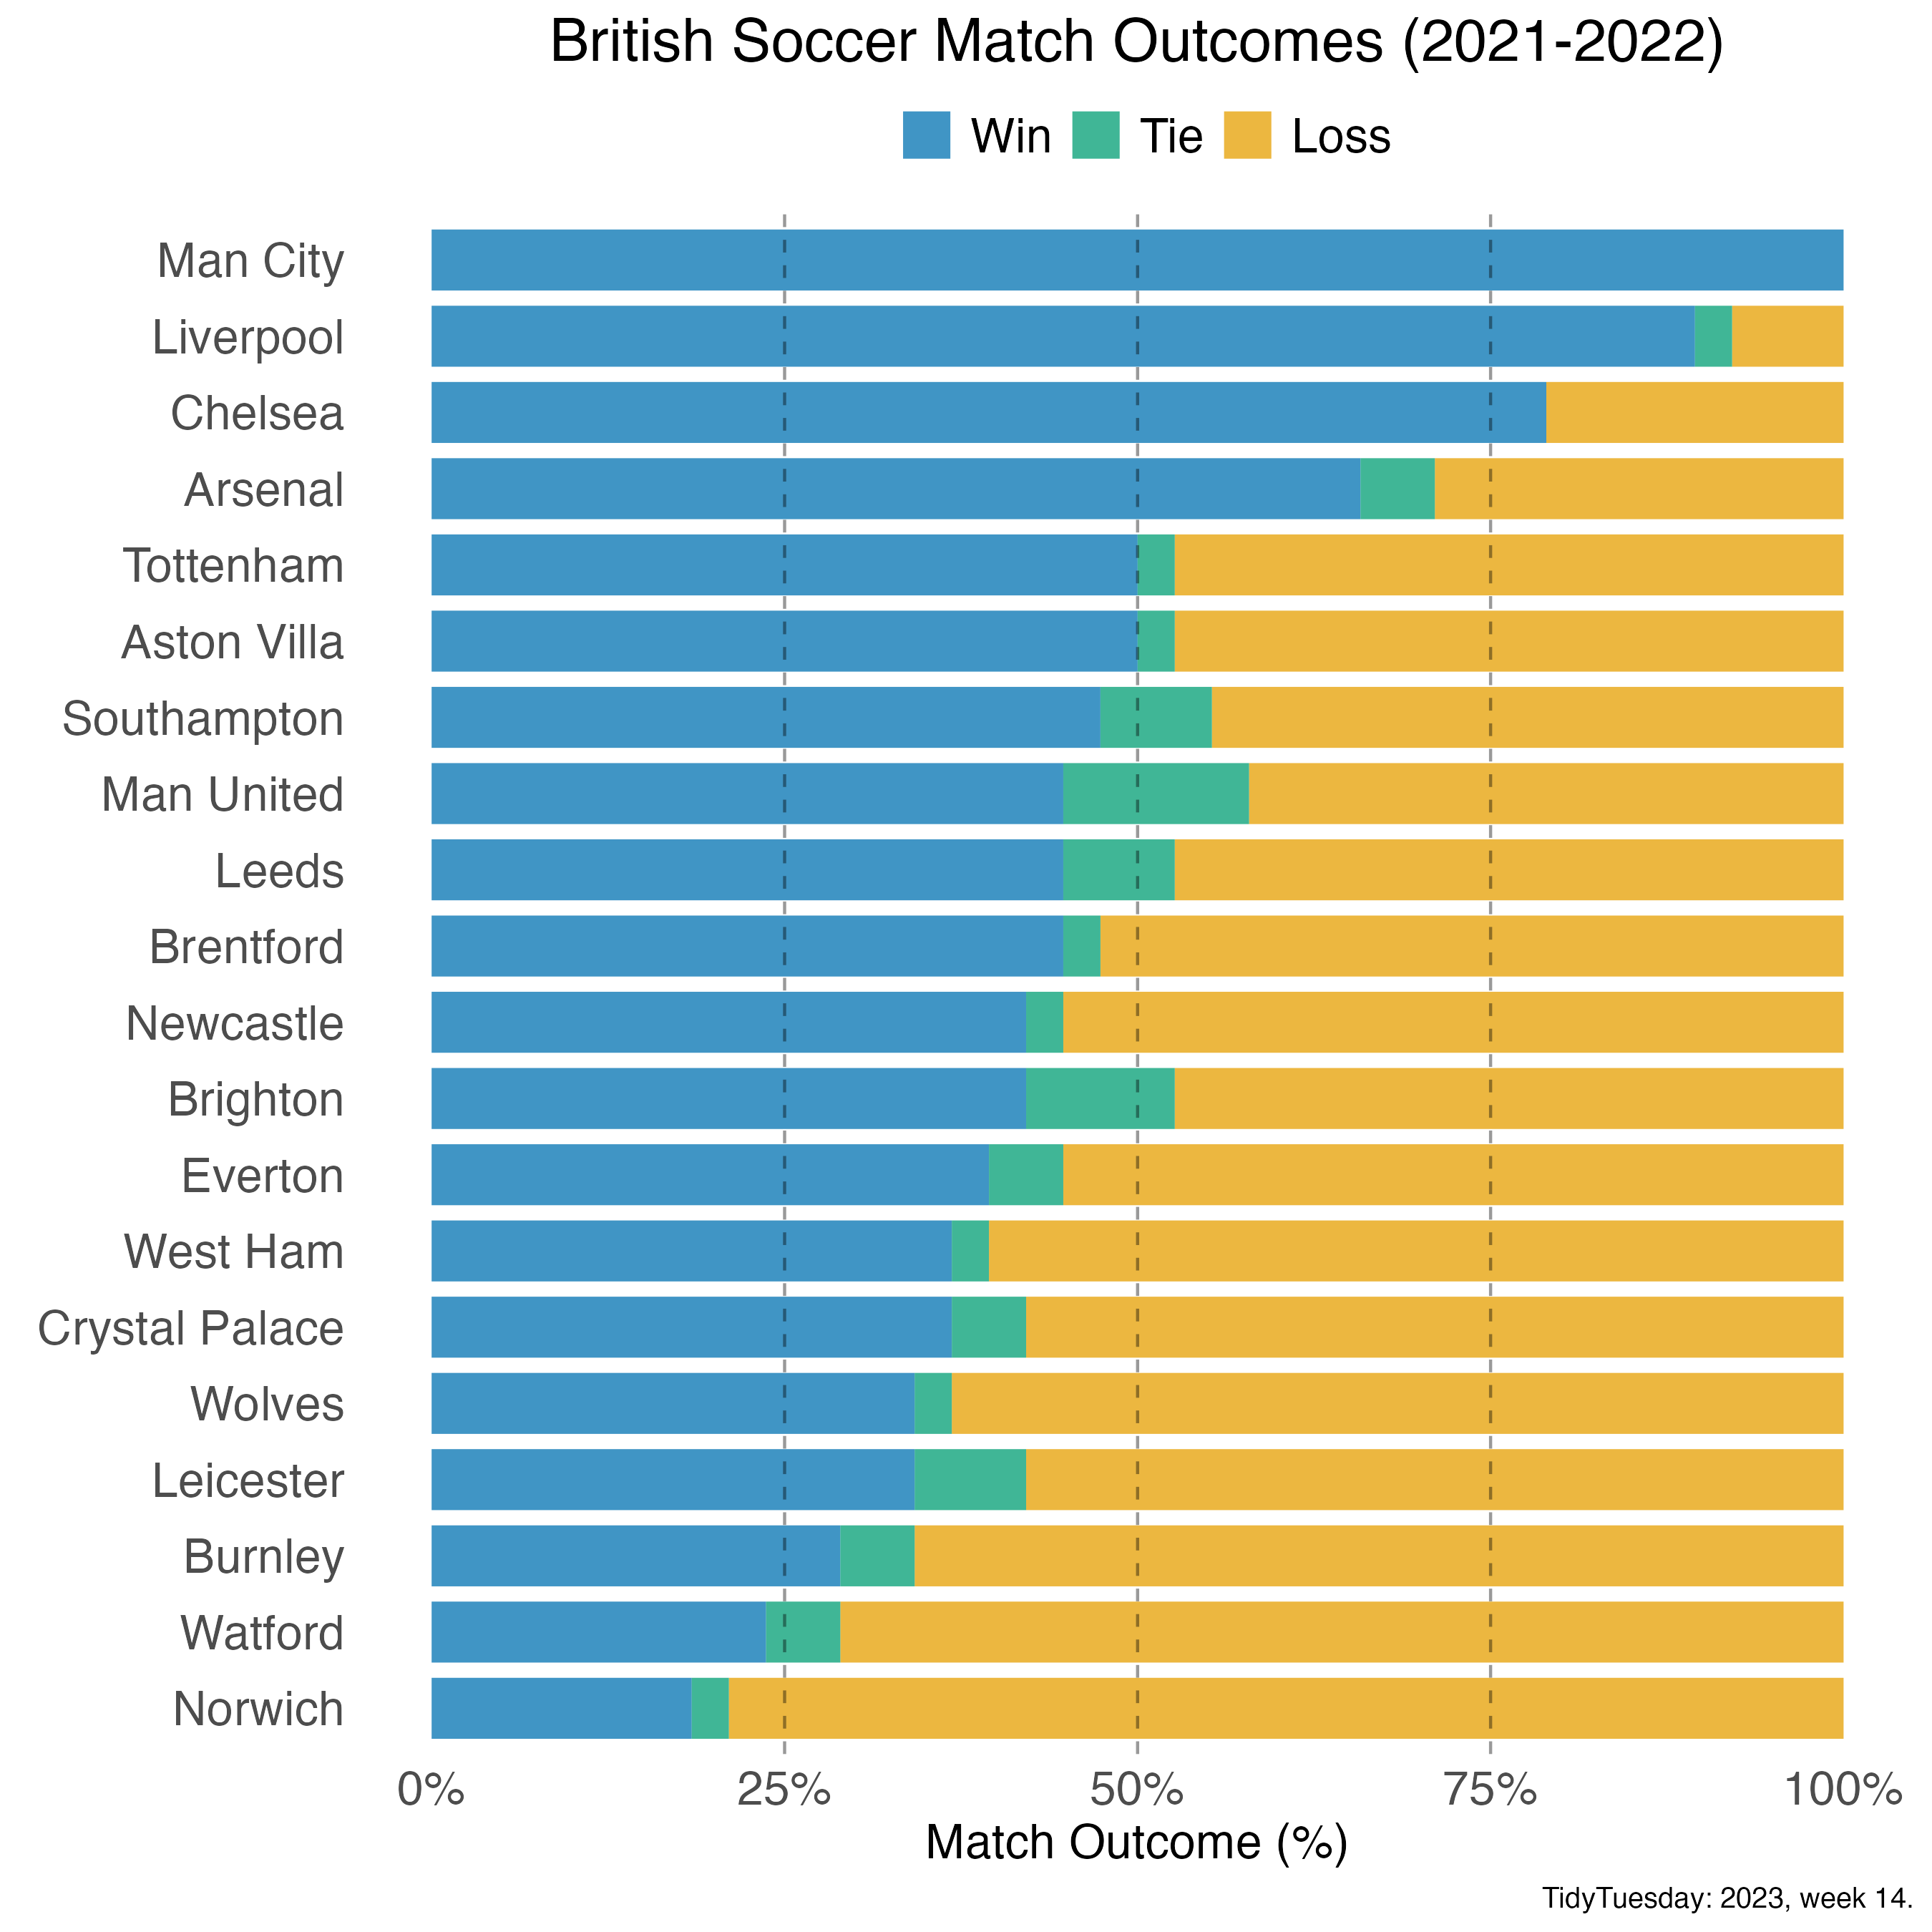 British Soccer Match Outcomes (2021-2022)
Win Tie Loss
Man City
Liverpool
Chelsea
Arsenal
Tottenham
Aston Villa
Southampton
Man United
Leeds
Brentford
Newcastle
Brighton
Everton
West Ham
Crystal Palace
Wolves
Leicester
Burnley
Watford
Norwich
0% 25% 50% 75% 100%
Match Outcome (%)
TidyTuesday: 2023, week 14.